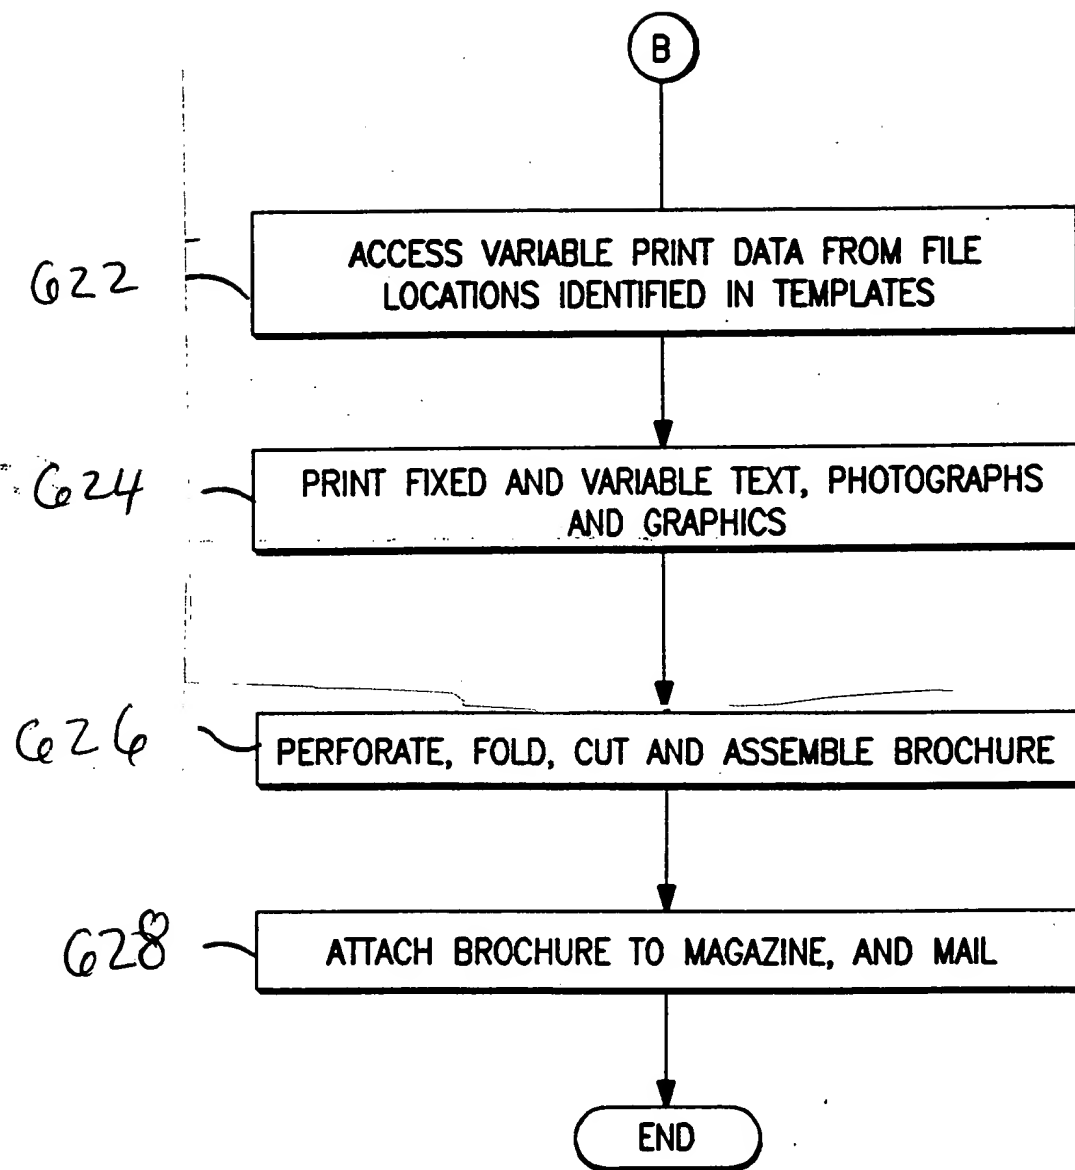 B
622
ACCESS VARIABLE PRINT DATA FROM FILE
LOCATIONS IDENTIFIED IN TEMPLATES
624
PRINT FIXED AND VARIABLE TEXT, PHOTOGRAPHS
AND GRAPHICS
626
PERFORATE, FOLD, CUT AND ASSEMBLE BROCHURE
628
ATTACH BROCHURE TO MAGAZINE, AND MAIL
END